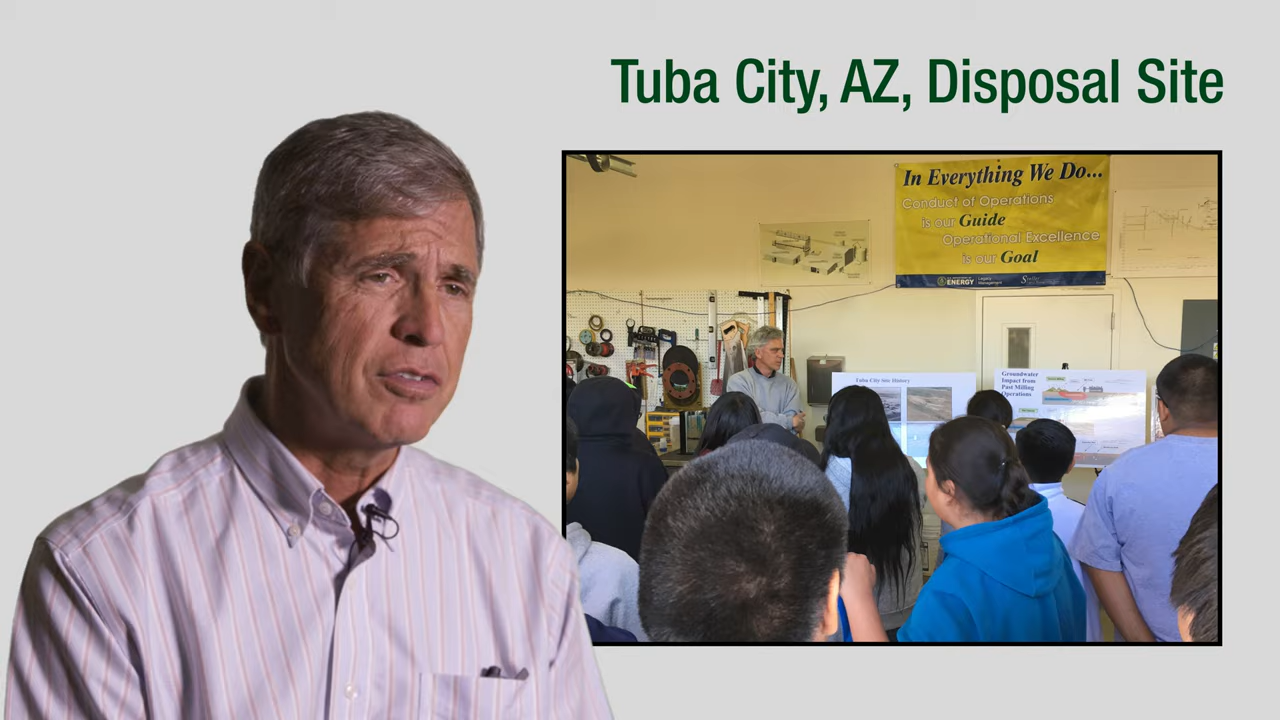 Tuba City, AZ, Disposal Site
In Everything We Do...
Conduct of Operations
is our Guide
Operational Excellence
is our Goal
ENERGY
Legacy
Management
Tuba City Site History
Groundwater
Impact from
Past Milling
Operations